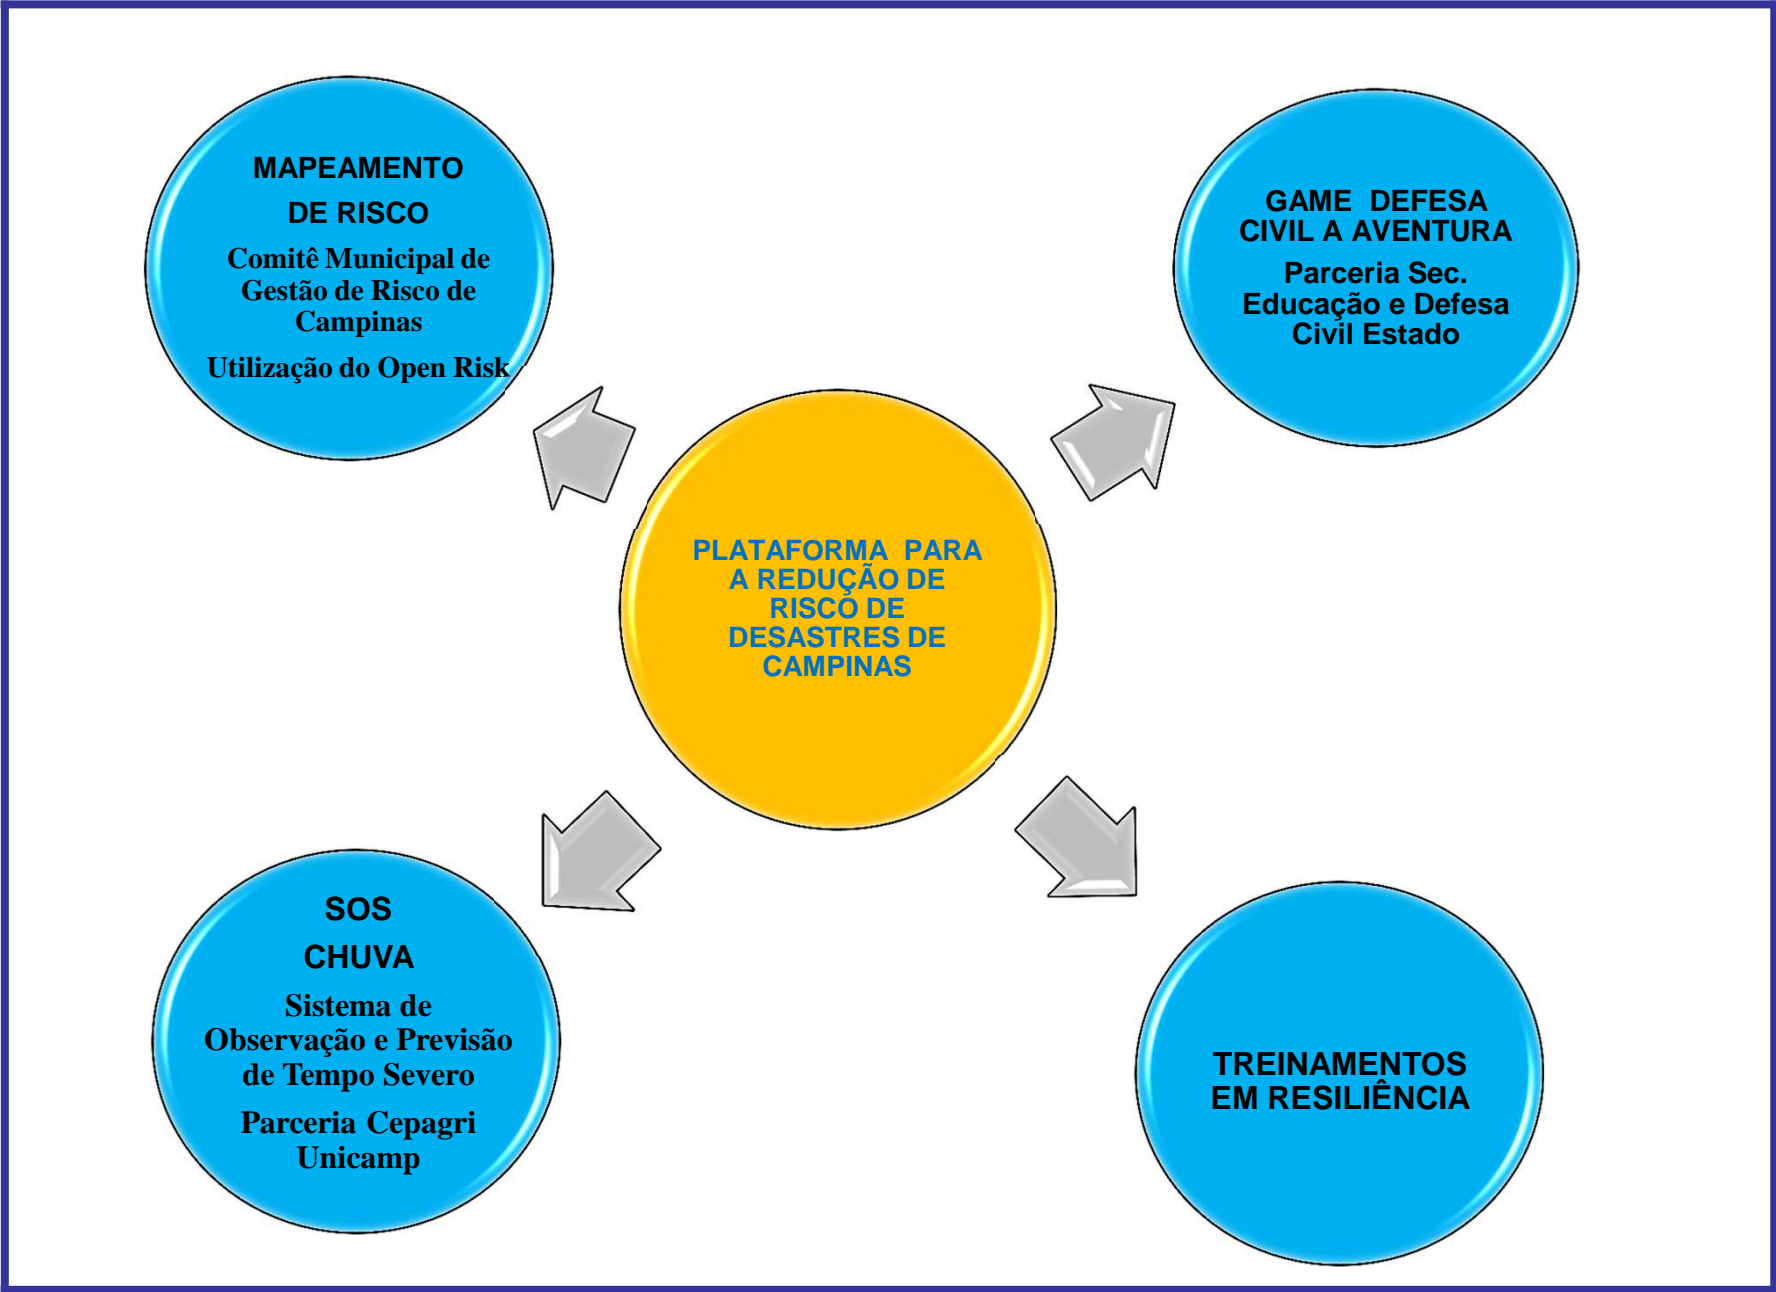 MAPEAMENTO
DE RISCO
Comitê Municipal de
Gestão de Risco de
Campinas
Utilização do Open Risk
GAME DEFESA
CIVIL A AVENTURA
Parceria Sec.
Educação e Defesa
Civil Estado
PLATAFORMA PARA
A REDUÇÃO DE
RISCO DE
DESASTRES DE
CAMPINAS
SOS
CHUVA
Sistema de
Observação e Previsão
de Tempo Severo
Parceria Cepagri
Unicamp
TREINAMENTOS
EM RESILIÊNCIA